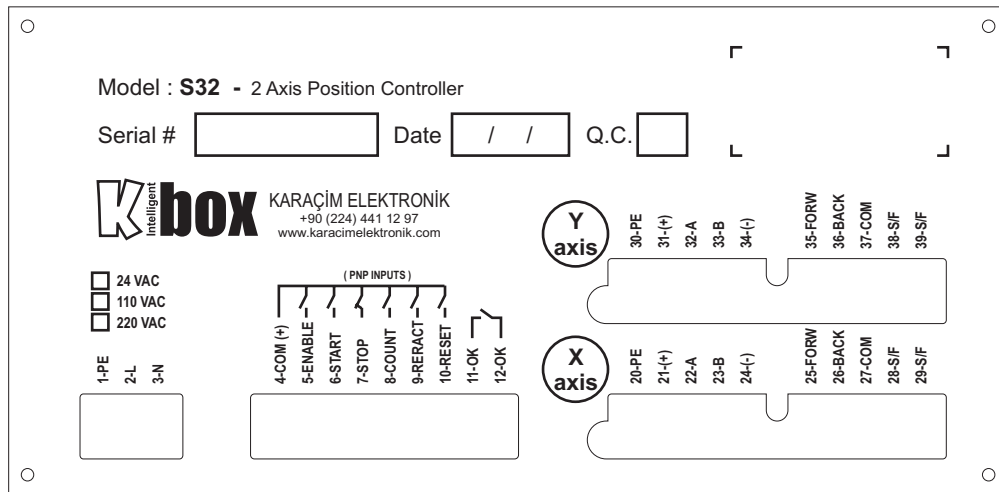 Model : S32 - 2 Axis Position Controller
Serial #
Date / /
Q.C.
K Intelligent box
KARAÇİM ELEKTRONİK
+90 (224) 441 12 97
www.karacimelektronik.com
24 VAC
110 VAC
220 VAC
1-PE
2-L
3-N
( PNP INPUTS )
4-COM (+)
5-ENABLE
6-START
7-STOP
8-COUNT
9-RERACT
10-RESET
11-OK
12-OK
Y axis
30-PE
31-(+)
32-A
33-B
34-(-)
35-FORW
36-BACK
37-COM
38-S/F
39-S/F
X axis
20-PE
21-(+)
22-A
23-B
24-(-)
25-FORW
26-BACK
27-COM
28-S/F
29-S/F